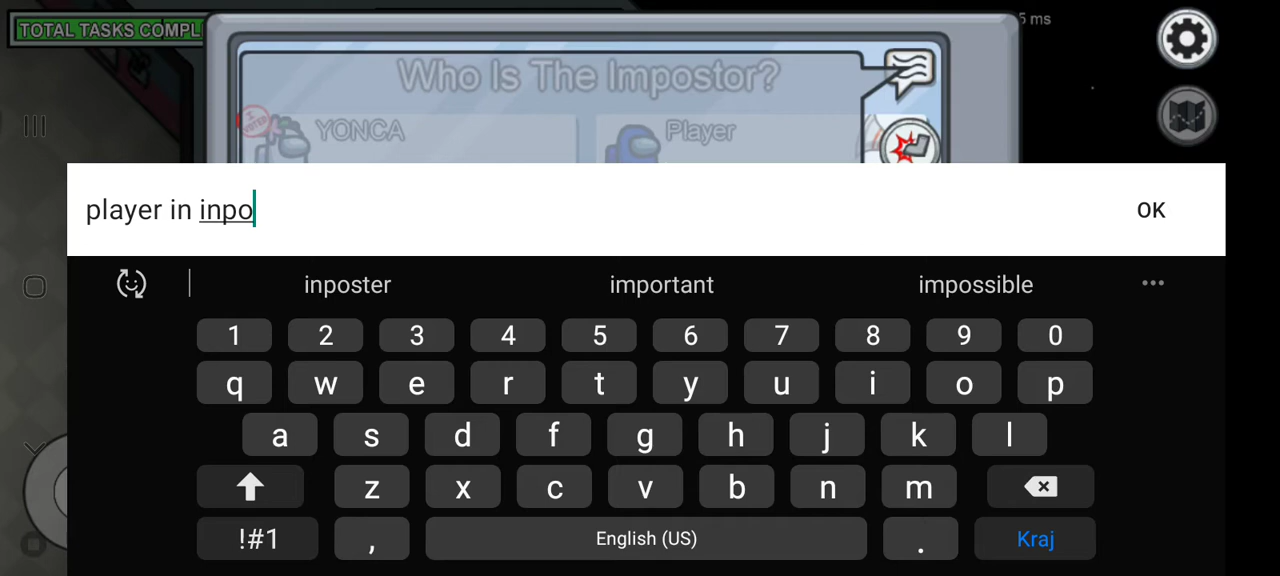 TOTAL TASKS COMPL
5 ms
Who Is The Impostor?
I VOTED
YONCA
Player
player in inpo
OK
inposter important impossible
1 2 3 4 5 6 7 8 9 0
q w e r t y u i o p
a s d f g h j k l
z x c v b n m
!#1 , English (US) . Kraj